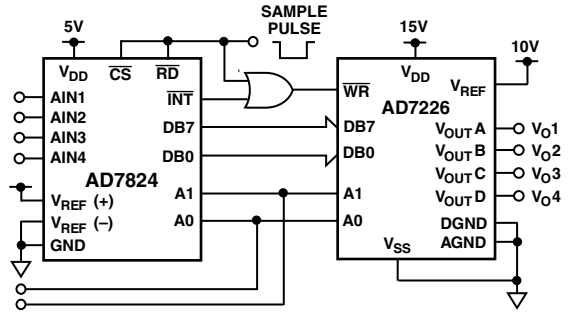 SAMPLE
PULSE
5V
15V
10V
VDD
CS
RD
INT
AIN1
AIN2
AIN3
AIN4
DB7
DB0
AD7824
VREF (+)
VREF (–)
GND
A1
A0
VDD
WR
VREF
AD7226
DB7
DB0
A1
A0
VOUT A
VOUT B
VOUT C
VOUT D
VO1
VO2
VO3
VO4
DGND
AGND
VSS